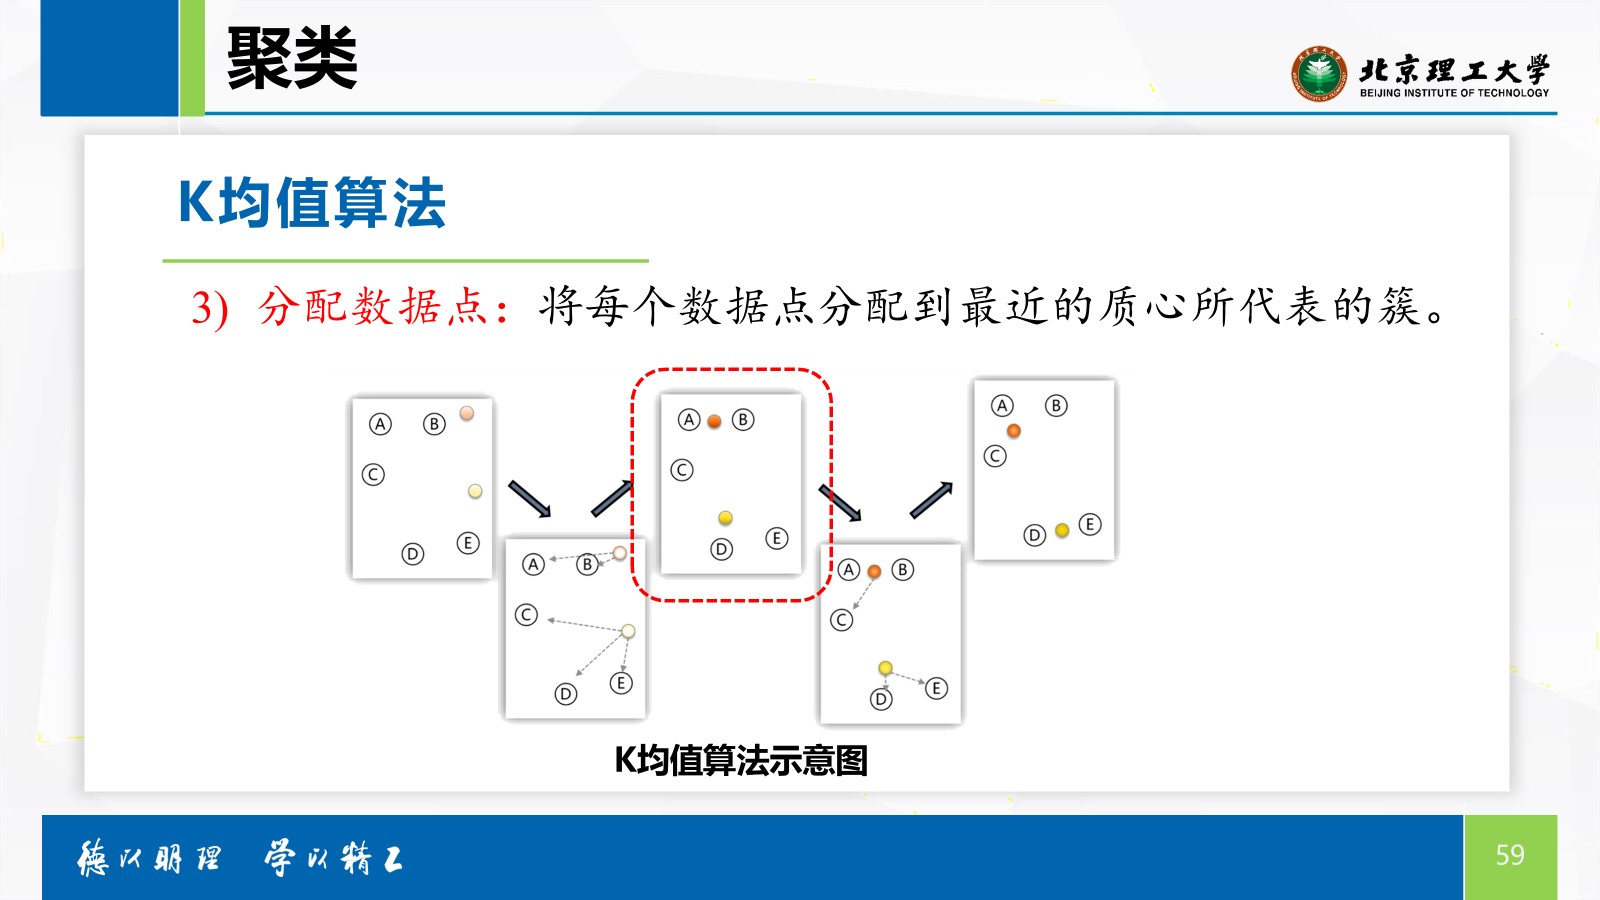 聚类
北京理工大学
BEIJING INSTITUTE OF TECHNOLOGY
K均值算法
3) 分配数据点：将每个数据点分配到最近的质心所代表的簇。
A B
C
D E
A B
C
D E
A B
C
D E
A B
C
D E
A B
C
D E
K均值算法示意图
德以明理 学以精工
59